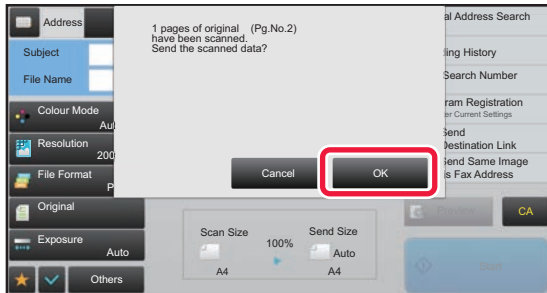 Address
Subject
File Name
1 pages of original (Pg.No.2)
have been scanned.
Send the scanned data?
Cancel
OK
al Address Search
ing History
Search Number
ram Registration
er Current Settings
Send
Destination Link
Send Same Image
s Fax Address
Colour Mode
Au
Resolution
200
File Format
P
Original
Exposure
Auto
Others
Scan Size
100%
Send Size
Auto
A4
A4
CA
Start